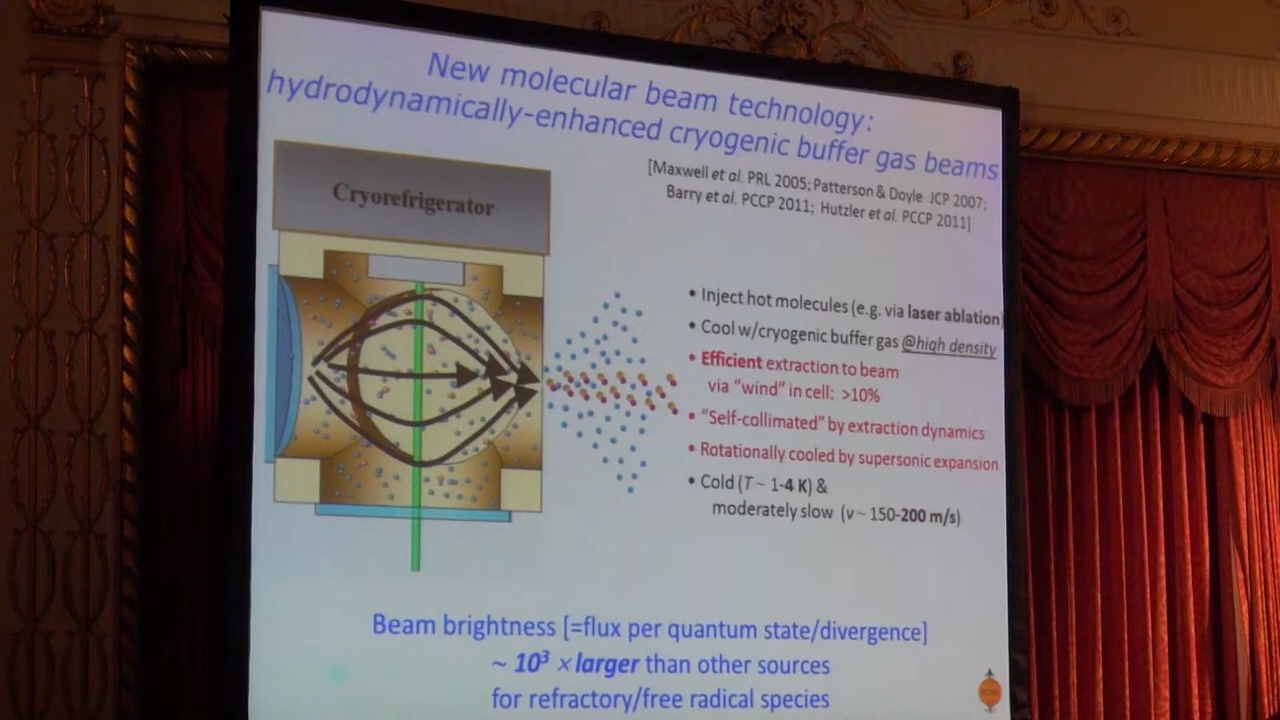 New molecular beam technology:
hydrodynamically-enhanced cryogenic buffer gas beams
[Maxwell et al. PRL 2005; Patterson & Doyle JCP 2007;
Barry et al. PCCP 2011; Hutzler et al. PCCP 2011]
Cryorefrigerator
• Inject hot molecules (e.g. via laser ablation)
• Cool w/cryogenic buffer gas @high density
• Efficient extraction to beam
via "wind" in cell: >10%
• "Self-collimated" by extraction dynamics
• Rotationally cooled by supersonic expansion
• Cold (T ~ 1-4 K) &
moderately slow (v ~ 150-200 m/s)
Beam brightness [=flux per quantum state/divergence]
~ 10³ × larger than other sources
for refractory/free radical species